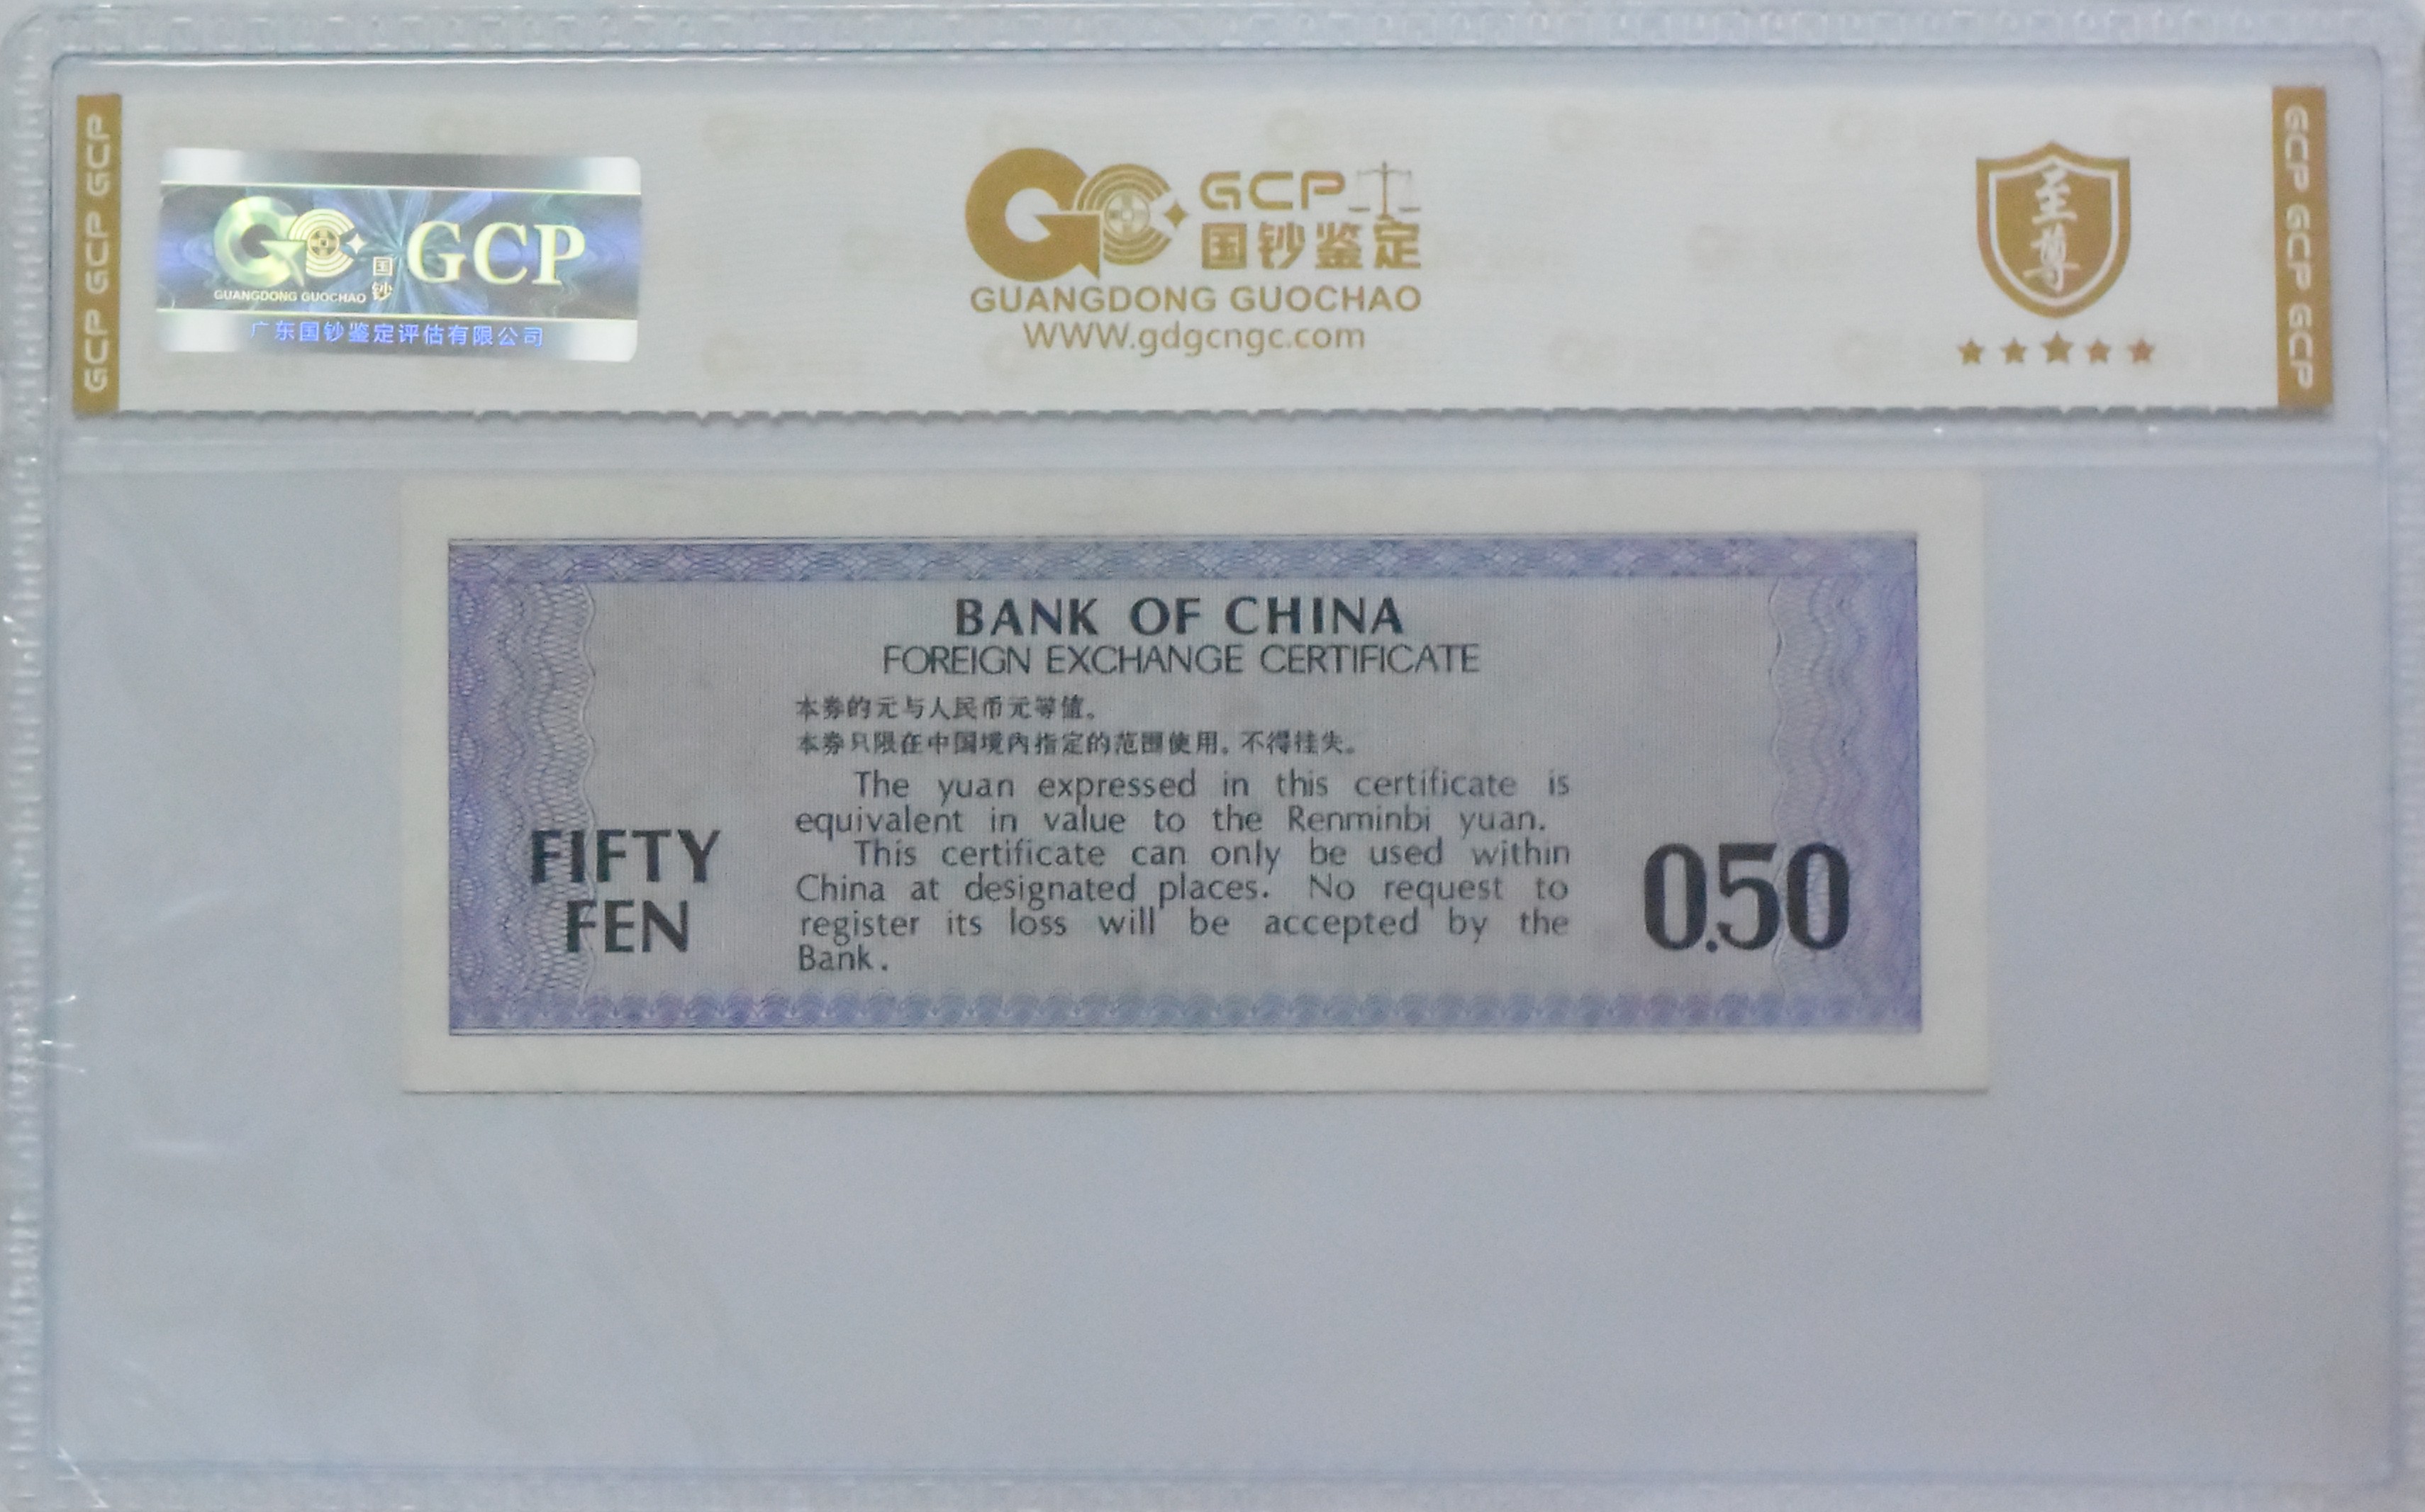 GCP GCP GCP
GUANGDONG GUOCHAO
国钞
GCP
广东国钞鉴定评估有限公司
GCP
国钞鉴定
GUANGDONG GUOCHAO
WWW.gdgcngc.com
至尊
GCP GCP GCP
BANK OF CHINA
FOREIGN EXCHANGE CERTIFICATE
本券的元与人民币元等值。
本券只限在中国境内指定的范围使用。不得挂失。
The yuan expressed in this certificate is
equivalent in value to the Renminbi yuan.
This certificate can only be used within
China at designated places. No request to
register its loss will be accepted by the
Bank.
FIFTY
FEN
0.50